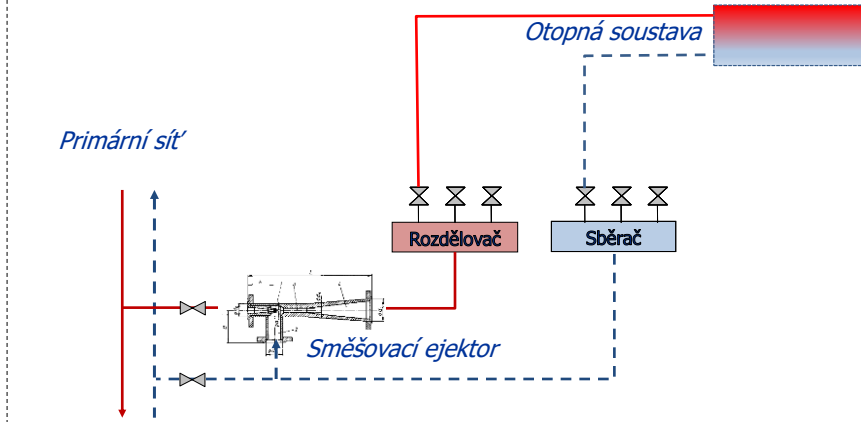 Otopná soustava
Primární síť
Rozdělovač
Sběrač
Směšovací ejektor